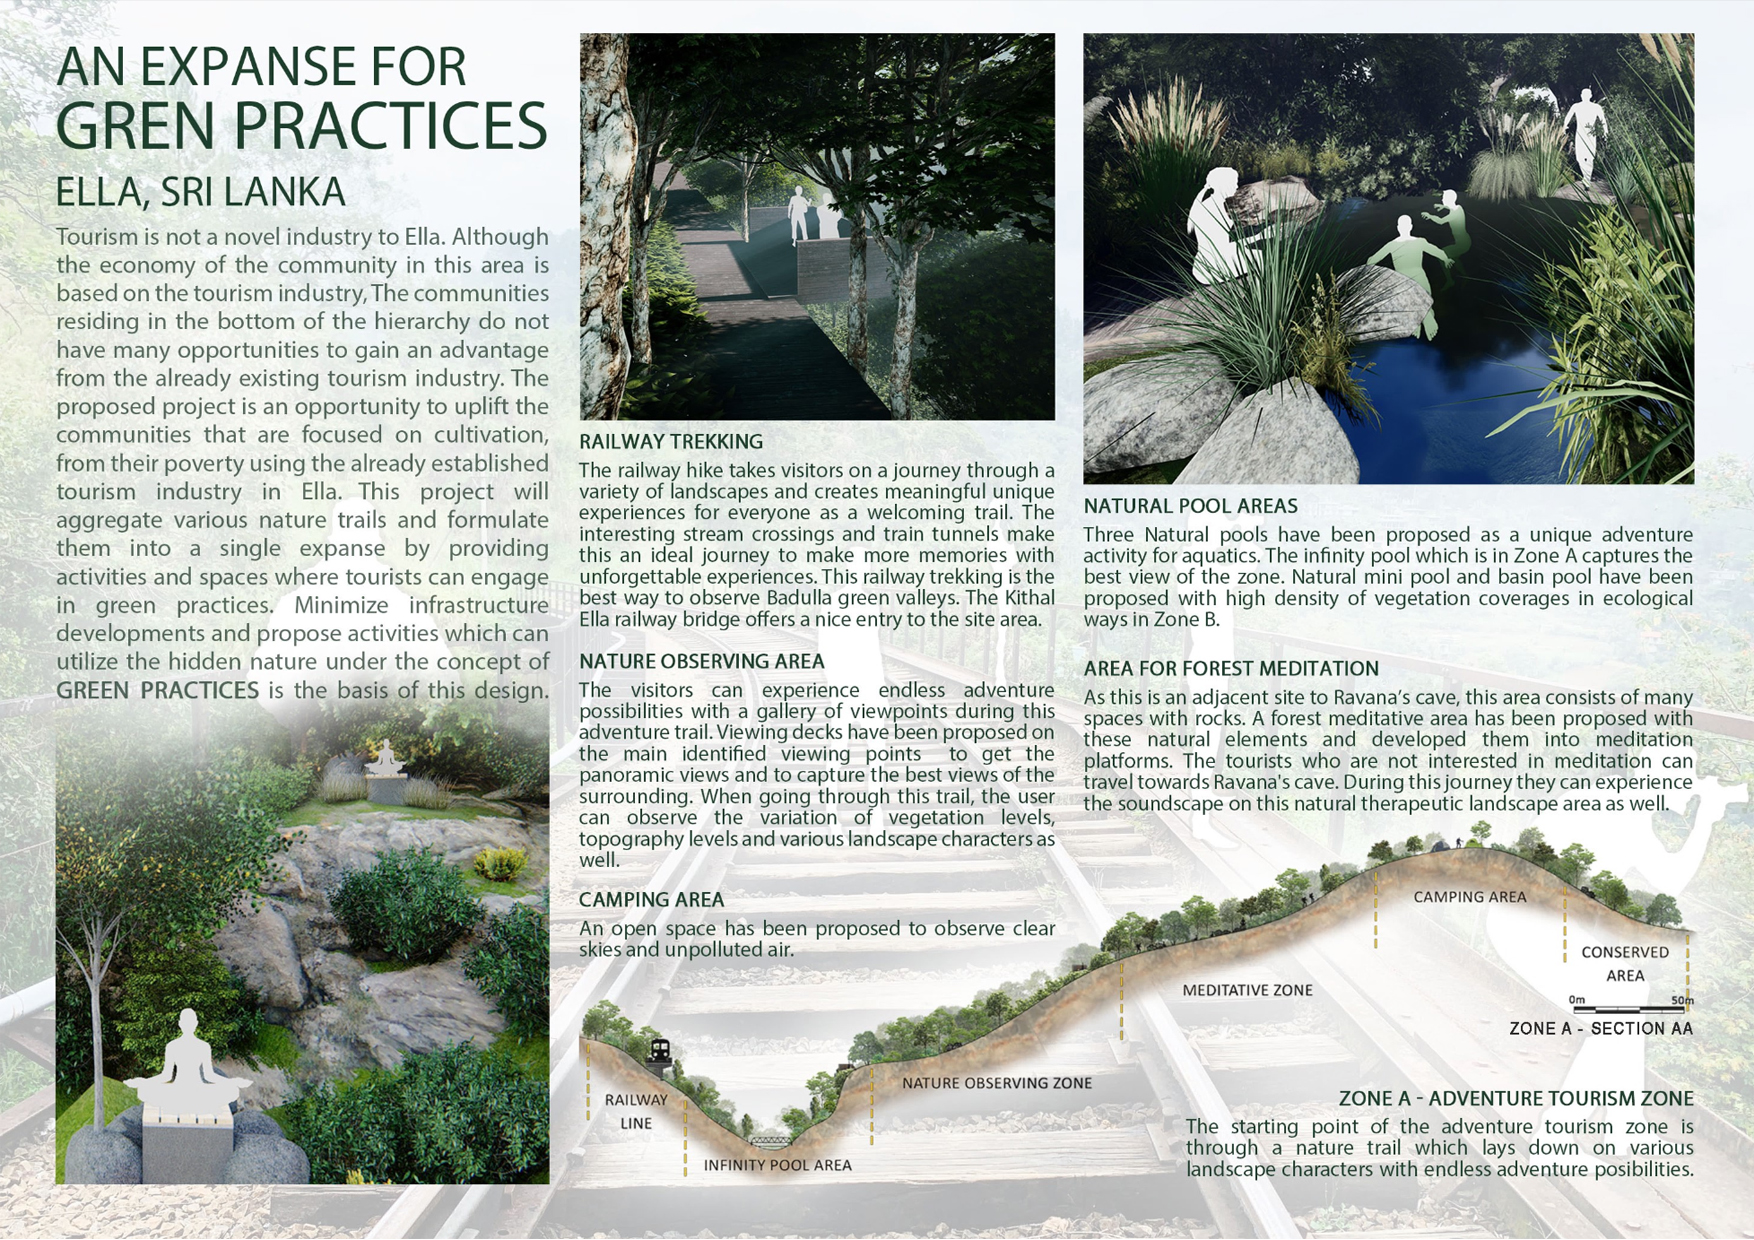 AN EXPANSE FOR
GREN PRACTICES
ELLA, SRI LANKA
Tourism is not a novel industry to Ella. Although
the economy of the community in this area is
based on the tourism industry, The communities
residing in the bottom of the hierarchy do not
have many opportunities to gain an advantage
from the already existing tourism industry. The
proposed project is an opportunity to uplift the
communities that are focused on cultivation,
from their poverty using the already established
tourism industry in Ella. This project will
aggregate various nature trails and formulate
them into a single expanse by providing
activities and spaces where tourists can engage
in green practices. Minimize infrastructure
developments and propose activities which can
utilize the hidden nature under the concept of
GREEN PRACTICES is the basis of this design.
RAILWAY TREKKING
The railway hike takes visitors on a journey through a
variety of landscapes and creates meaningful unique
experiences for everyone as a welcoming trail. The
interesting stream crossings and train tunnels make
this an ideal journey to make more memories with
unforgettable experiences. This railway trekking is the
best way to observe Badulla green valleys. The Kithal
Ella railway bridge offers a nice entry to the site area.
NATURE OBSERVING AREA
The visitors can experience endless adventure
possibilities with a gallery of viewpoints during this
adventure trail. Viewing decks have been proposed on
the main identified viewing points to get the
panoramic views and to capture the best views of the
surrounding. When going through this trail, the user
can observe the variation of vegetation levels,
topography levels and various landscape characters as
well.
CAMPING AREA
An open space has been proposed to observe clear
skies and unpolluted air.
NATURAL POOL AREAS
Three Natural pools have been proposed as a unique adventure
activity for aquatics. The infinity pool which is in Zone A captures the
best view of the zone. Natural mini pool and basin pool have been
proposed with high density of vegetation coverages in ecological
ways in Zone B.
AREA FOR FOREST MEDITATION
As this is an adjacent site to Ravana's cave, this area consists of many
spaces with rocks. A forest meditative area has been proposed with
these natural elements and developed them into meditation
platforms. The tourists who are not interested in meditation can
travel towards Ravana's cave. During this journey they can experience
the soundscape on this natural therapeutic landscape area as well.
RAILWAY
LINE
INFINITY POOL AREA
NATURE OBSERVING ZONE
MEDITATIVE ZONE
CAMPING AREA
CONSERVED
AREA
0m 50m
ZONE A - SECTION AA
ZONE A - ADVENTURE TOURISM ZONE
The starting point of the adventure tourism zone is
through a nature trail which lays down on various
landscape characters with endless adventure posibilities.